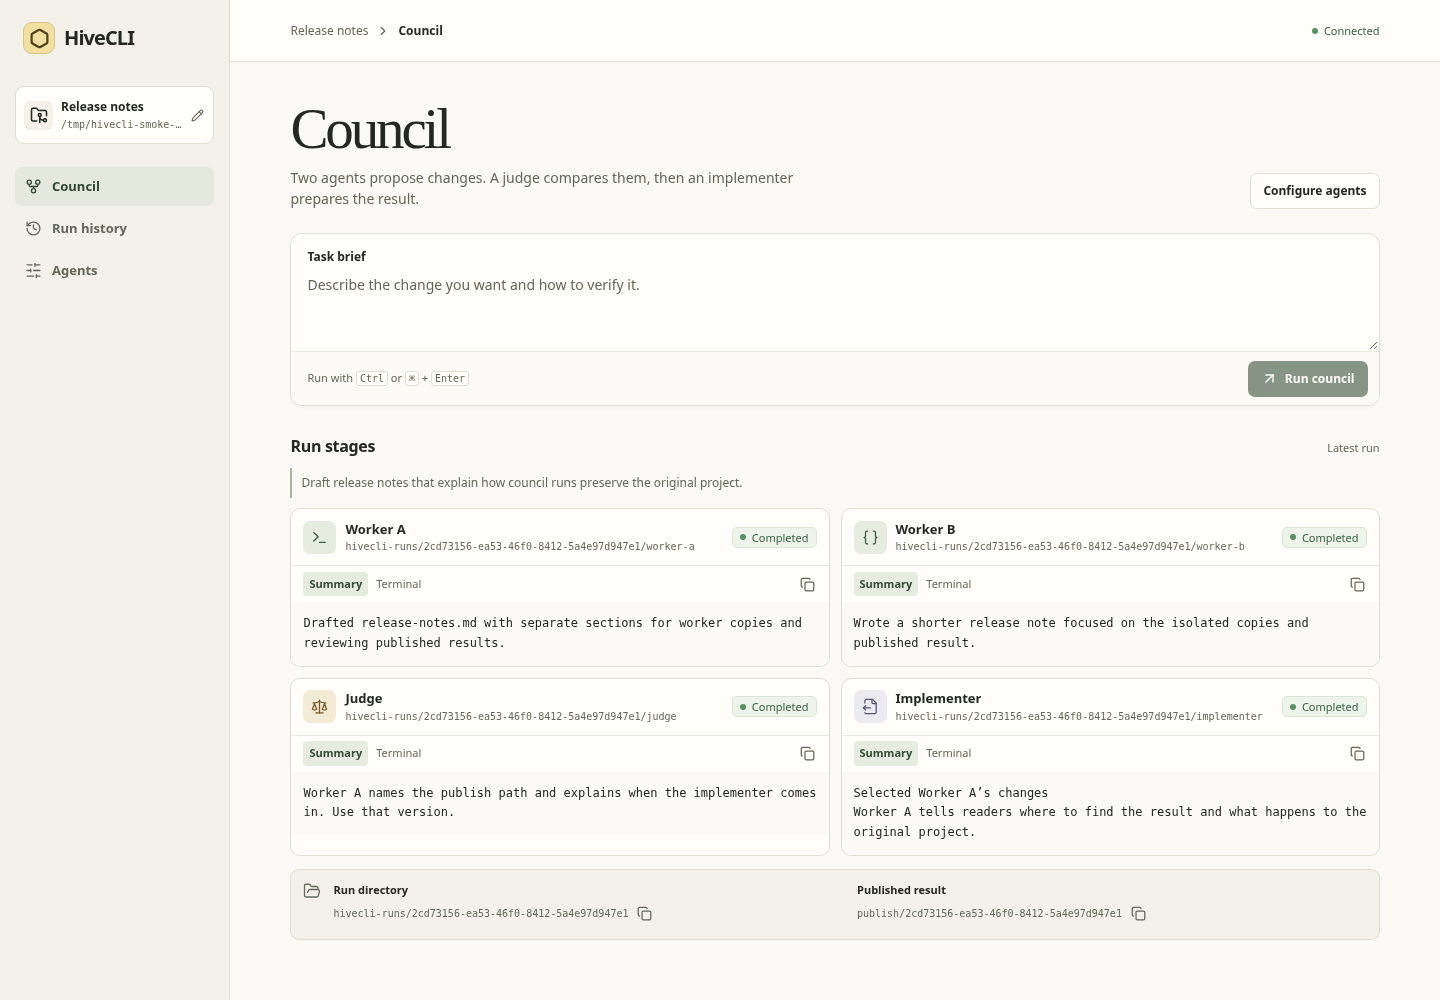 HiveCLI
Release notes
/tmp/hivecli-smoke-…
Council
Run history
Agents
Release notes > Council
Connected
Council
Two agents propose changes. A judge compares them, then an implementer
prepares the result.
Configure agents
Task brief
Describe the change you want and how to verify it.
Run with Ctrl or ⌘ + Enter
Run council
Run stages
Latest run
Draft release notes that explain how council runs preserve the original project.
Worker A
hivecli-runs/2cd73156-ea53-46f0-8412-5a4e97d947e1/worker-a
Completed
Summary Terminal
Drafted release-notes.md with separate sections for worker copies and
reviewing published results.
Worker B
hivecli-runs/2cd73156-ea53-46f0-8412-5a4e97d947e1/worker-b
Completed
Summary Terminal
Wrote a shorter release note focused on the isolated copies and
published result.
Judge
hivecli-runs/2cd73156-ea53-46f0-8412-5a4e97d947e1/judge
Completed
Summary Terminal
Worker A names the publish path and explains when the implementer comes
in. Use that version.
Implementer
hivecli-runs/2cd73156-ea53-46f0-8412-5a4e97d947e1/implementer
Completed
Summary Terminal
Selected Worker A’s changes
Worker A tells readers where to find the result and what happens to the
original project.
Run directory
hivecli-runs/2cd73156-ea53-46f0-8412-5a4e97d947e1
Published result
publish/2cd73156-ea53-46f0-8412-5a4e97d947e1